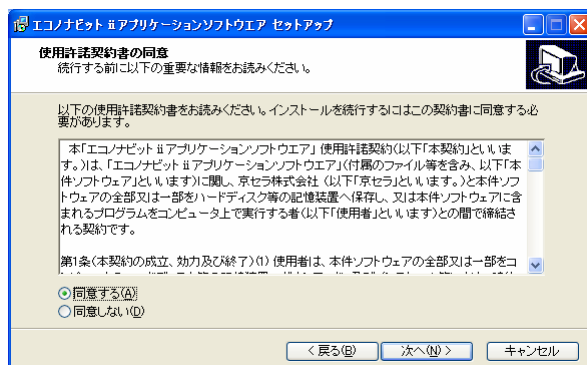 エコノナビット ii アプリケーションソフトウエア セットアップ
使用許諾契約書の同意
続行する前に以下の重要な情報をお読みください。
以下の使用許諾契約書をお読みください。インストールを続行するにはこの契約書に同意する必
要があります。
本「エコノナビット ii アプリケーションソフトウエア」 使用許諾契約(以下「本契約」といいま
す。)は、「エコノナビット ii アプリケーションソフトウエア」(付属のファイル等を含み、以下「本
件ソフトウェア」といいます)に関し、京セラ株式会社 (以下「京セラ」といいます。)と本件ソフ
トウェアの全部又は一部をハードディスク等の記憶装置へ保存し、又は本件ソフトウェアに含
まれるプログラムをコンピュータ上で実行する者(以下「使用者」といいます)との間で締結さ
れる契約です。
第1条(本契約の成立、効力及び終了)(1) 使用者は、本件ソフトウェアの全部又は一部をコ
同意する(A)
同意しない(D)
< 戻る(B)
次へ(N) >
キャンセル